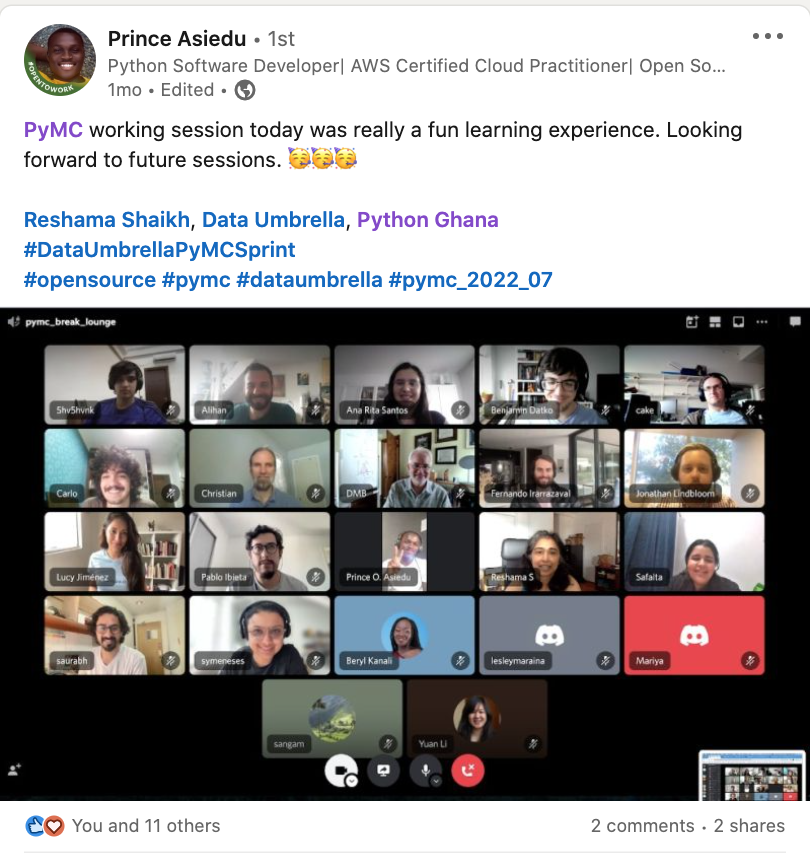 Prince Asiedu • 1st
Python Software Developer| AWS Certified Cloud Practitioner| Open So...
1mo • Edited •
PyMC working session today was really a fun learning experience. Looking
forward to future sessions. 🥳🥳🥳
Reshama Shaikh, Data Umbrella, Python Ghana
#DataUmbrellaPyMCSprint
#opensource #pymc #dataumbrella #pymc_2022_07
pymc_break_lounge
5hv5hvnk
Alihan
Ana Rita Santos
Benjamin Datko
cake
Carlo
Christian
DMB
Fernando Irarrazaval
Jonathan Lindbloom
Lucy Jiménez
Pablo Ibieta
Prince O. Asiedu
Reshama S
Safalta
saurabh
symeneses
Beryl Kanali
lesleymaraina
Mariya
sangam
Yuan Li
You and 11 others
2 comments • 2 shares